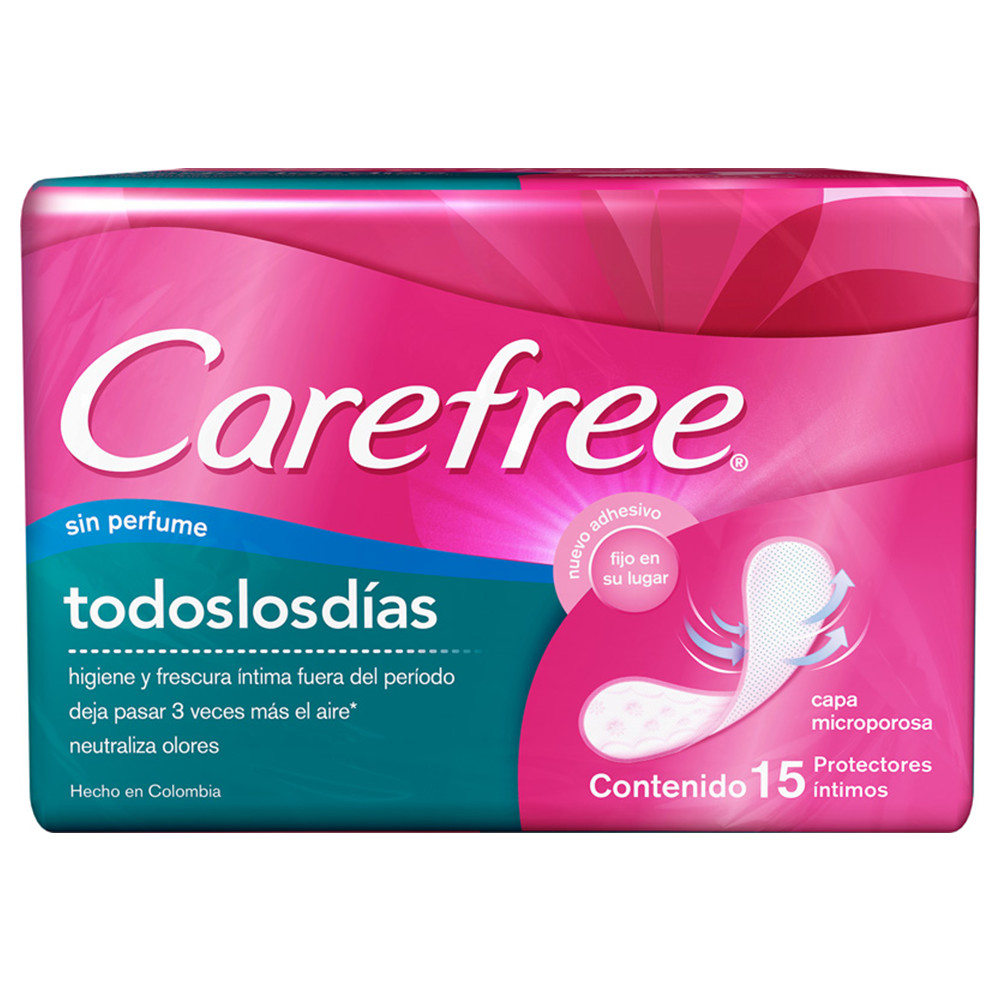 Carefree®
sin perfume
todoslosdías
higiene y frescura íntima fuera del período
deja pasar 3 veces más el aire*
neutraliza olores
Hecho en Colombia
nuevo adhesivo
fijo en
su lugar
capa
microporosa
Contenido 15 Protectores
íntimos